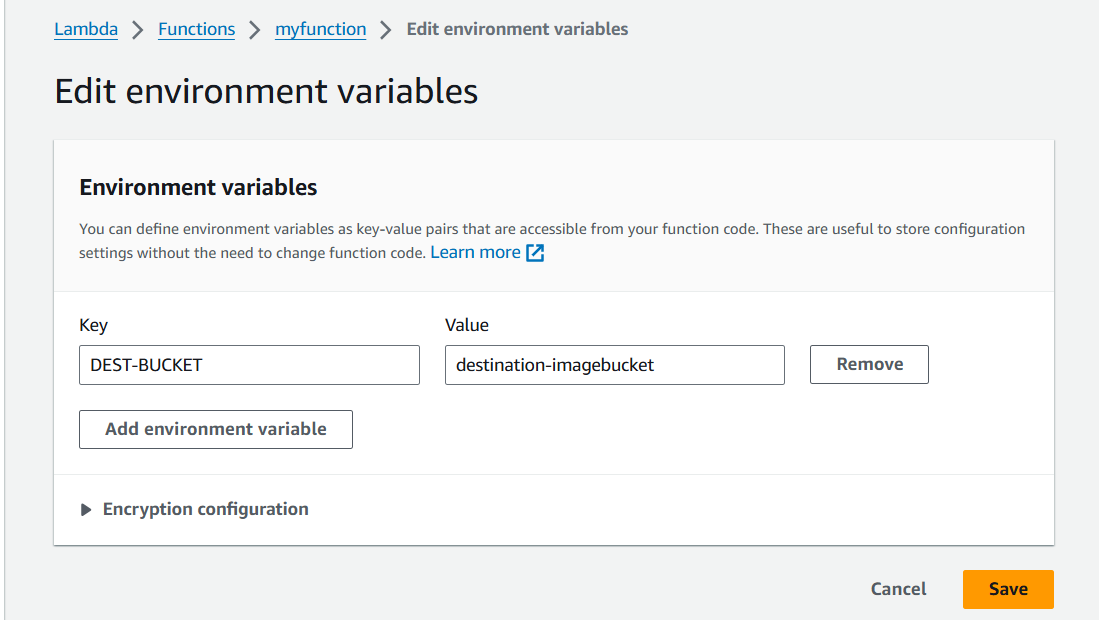 Lambda > Functions > myfunction > Edit environment variables
Edit environment variables
Environment variables
You can define environment variables as key-value pairs that are accessible from your function code. These are useful to store configuration
settings without the need to change function code. Learn more
Key Value
DEST-BUCKET destination-imagebucket Remove
Add environment variable
Encryption configuration
Cancel Save